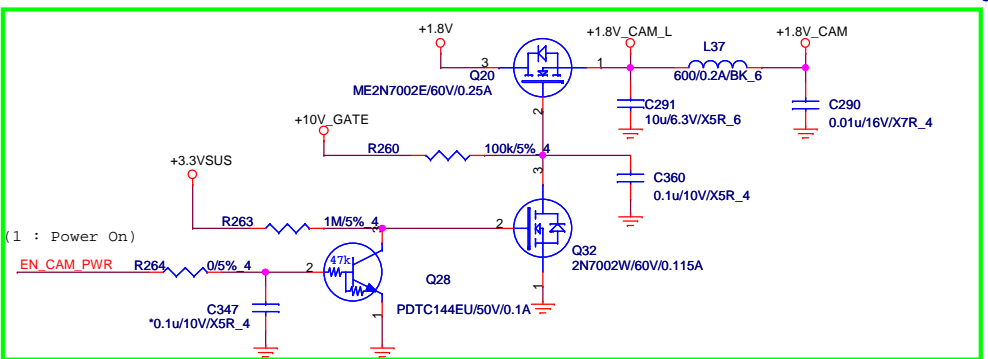 +1.8V
+1.8V_CAM_L
+1.8V_CAM
L37
600/0.2A/BK_6
3
1
Q20
ME2N7002E/60V/0.25A
2
C291
10u/6.3V/X5R_6
C290
0.01u/16V/X7R_4
+10V_GATE
R260
100k/5%_4
+3.3VSUS
3
C360
0.1u/10V/X5R_4
R263
1M/5%_4
2
(1 : Power On)
3
Q32
2N7002W/60V/0.115A
EN_CAM_PWR
R264
0/5%_4
2
47k
Q28
1
C347
*0.1u/10V/X5R_4
PDTC144EU/50V/0.1A
1